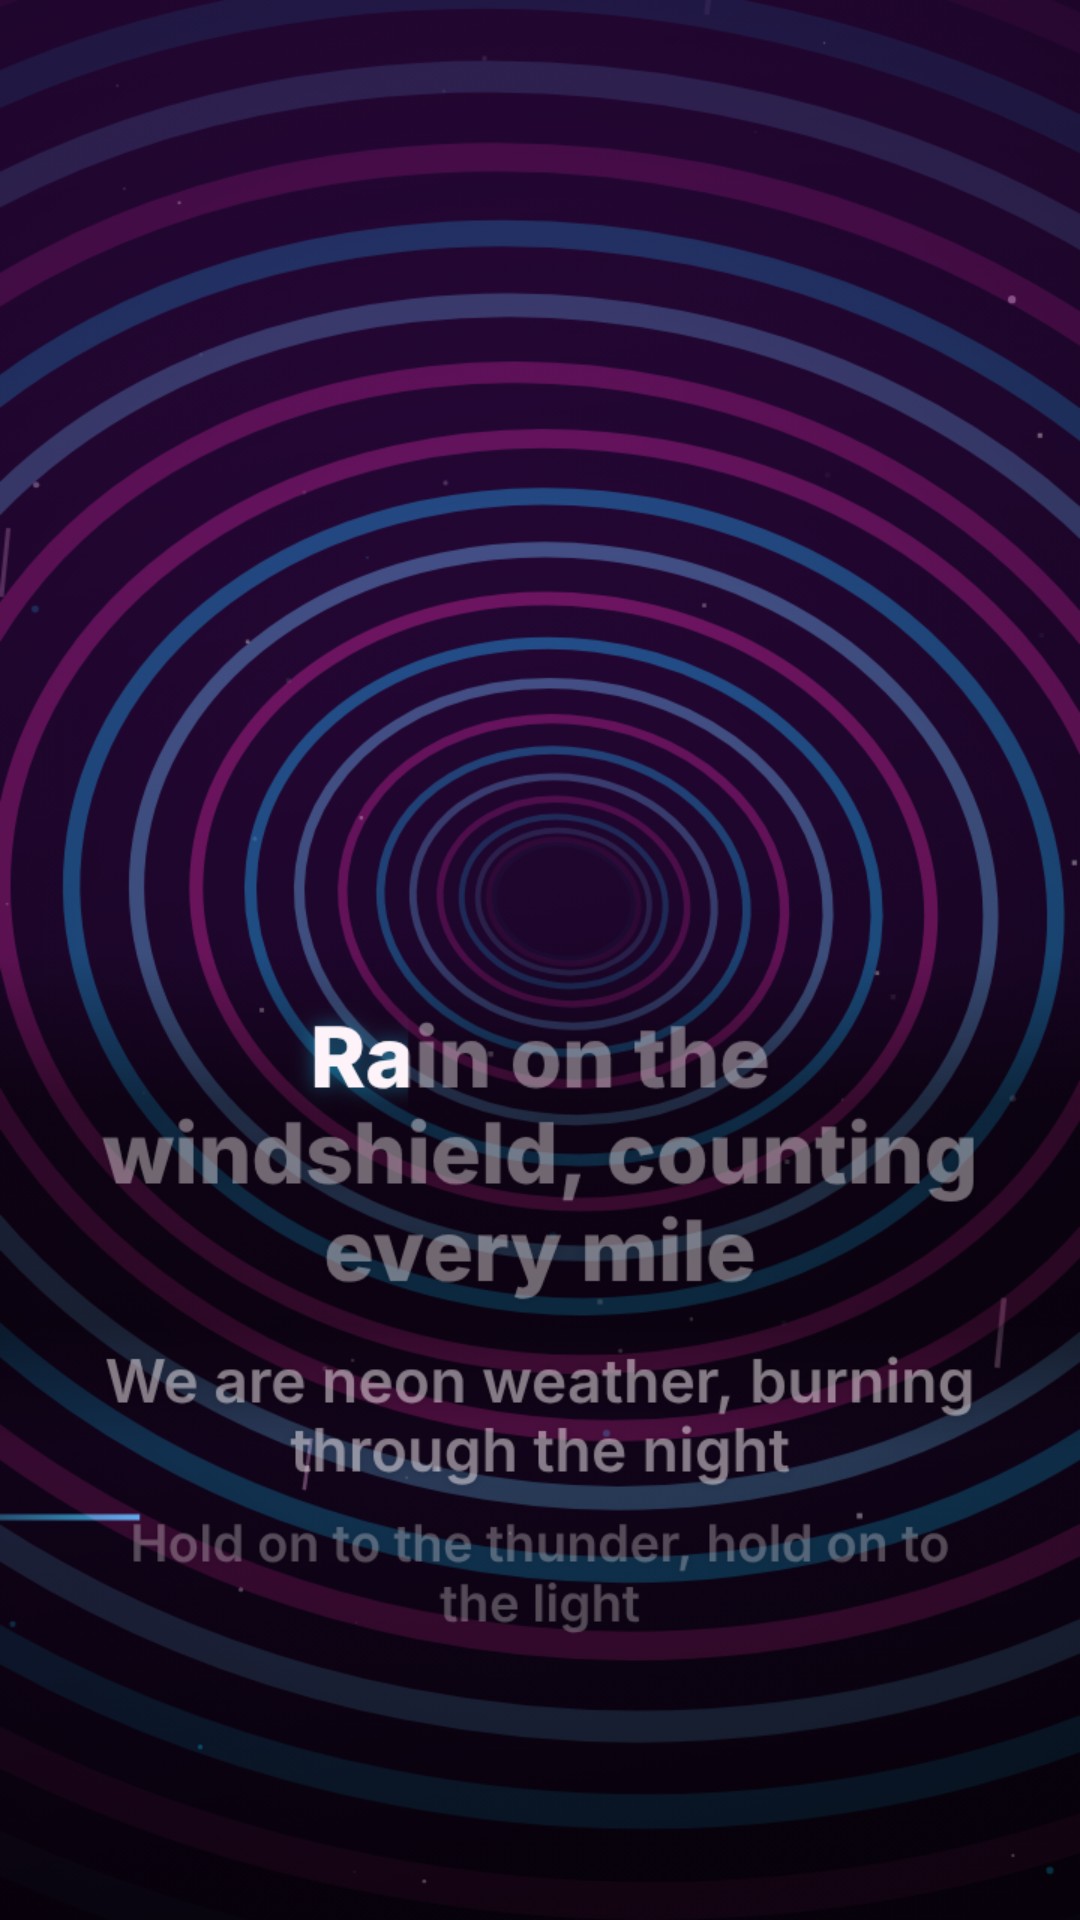 Rain on the
windshield, counting
every mile
We are neon weather, burning
through the night
Hold on to the thunder, hold on to
the light